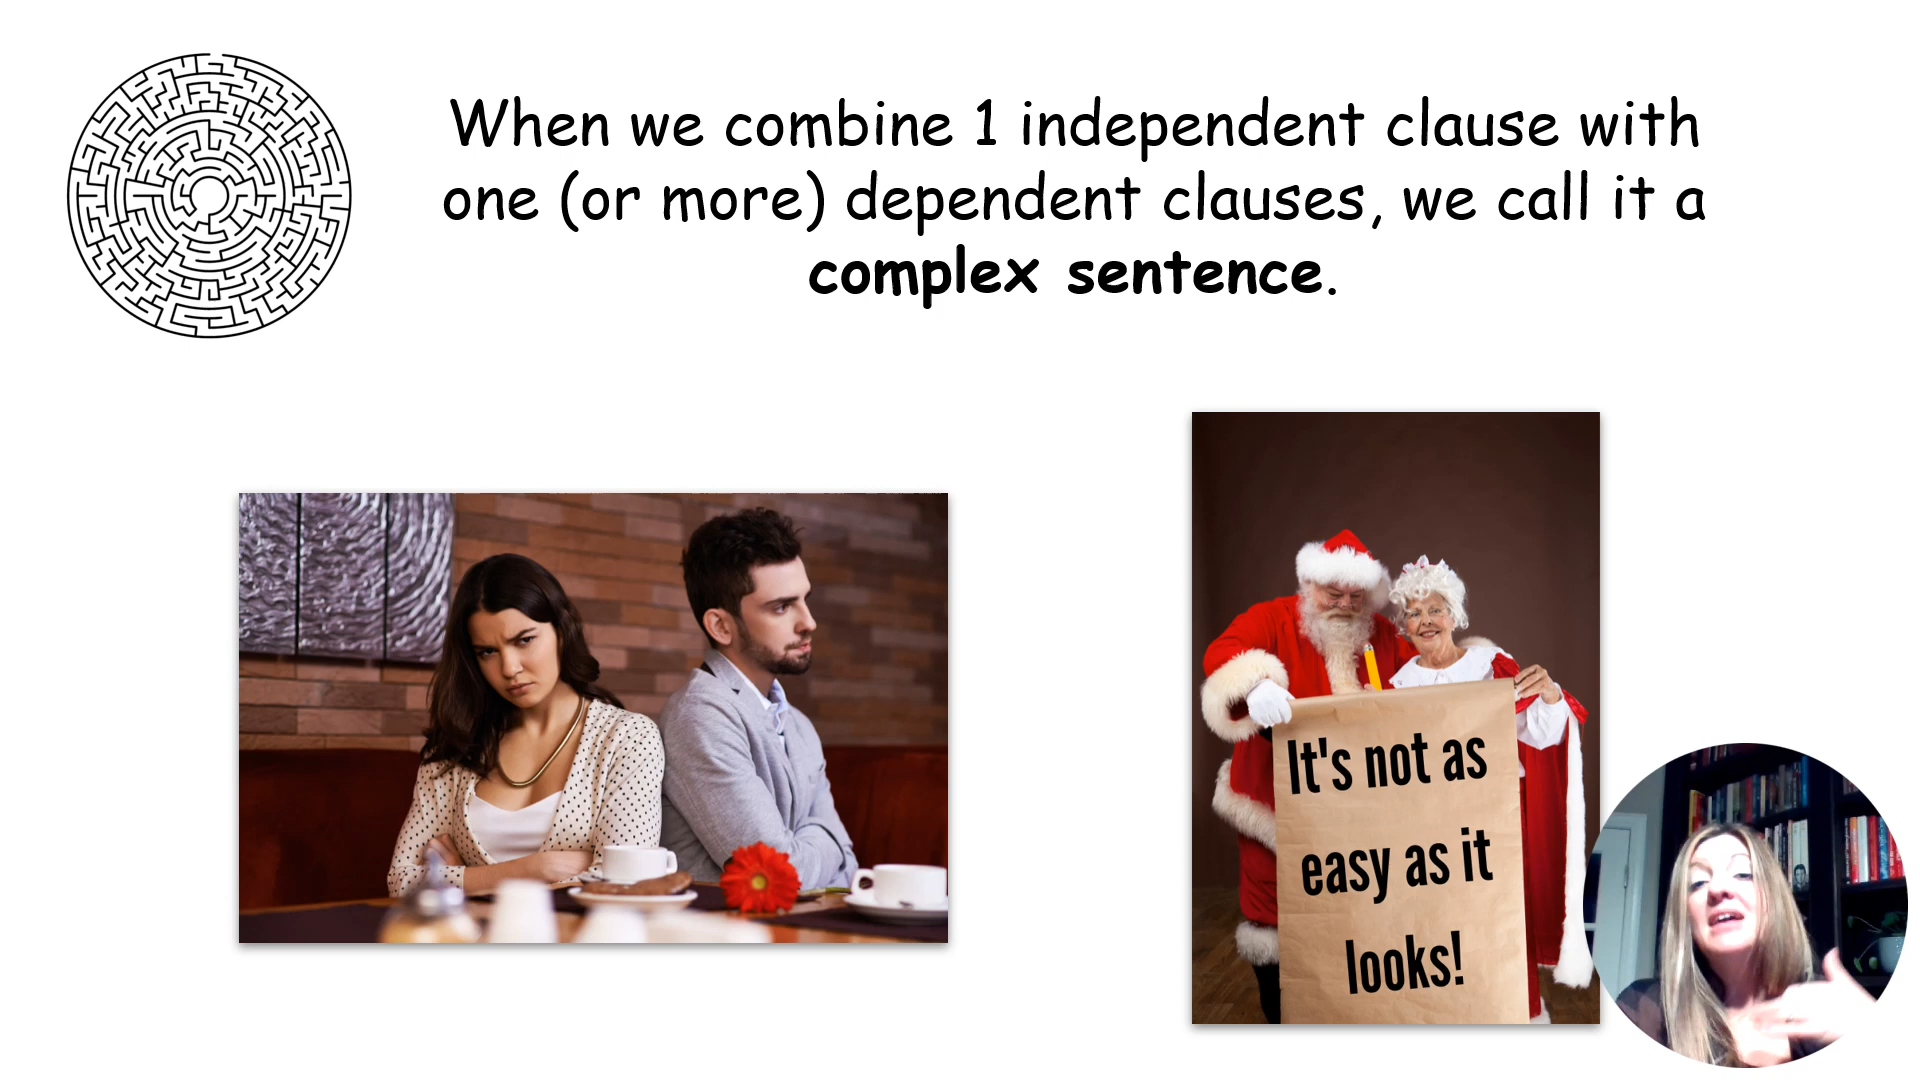 When we combine 1 independent clause with
one (or more) dependent clauses, we call it a
complex sentence.
It's not as
easy as it
looks!